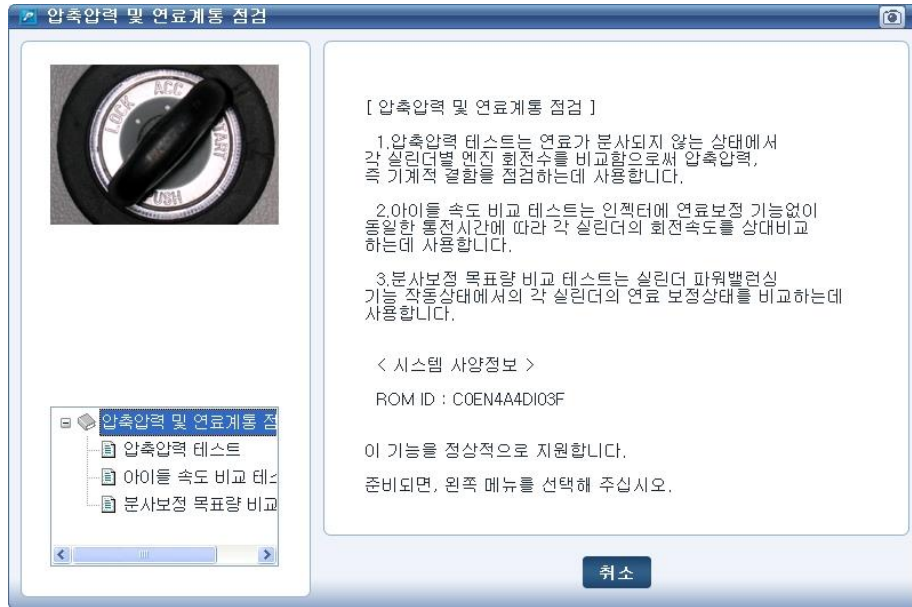 압축압력 및 연료계통 점검
LOCK ACC START
PUSH
[ 압축압력 및 연료계통 점검 ]
1.압축압력 테스트는 연료가 분사되지 않는 상태에서
각 실린더별 엔진 회전수를 비교함으로써 압축압력,
즉 기계적 결함을 점검하는데 사용합니다.
2.아이들 속도 비교 테스트는 인젝터에 연료보정 기능없이
동일한 통전시간에 따라 각 실린더의 회전속도를 상대비교
하는데 사용합니다.
3.분사보정 목표량 비교 테스트는 실린더 파워밸런싱
기능 작동상태에서의 각 실린더의 연료 보정상태를 비교하는데
사용합니다.
< 시스템 사양정보 >
ROM ID : C0EN4A4DI03F
이 기능을 정상적으로 지원합니다.
준비되면, 왼쪽 메뉴를 선택해 주십시오.
압축압력 및 연료계통 점
압축압력 테스트
아이들 속도 비교 테스
분사보정 목표량 비교
취소